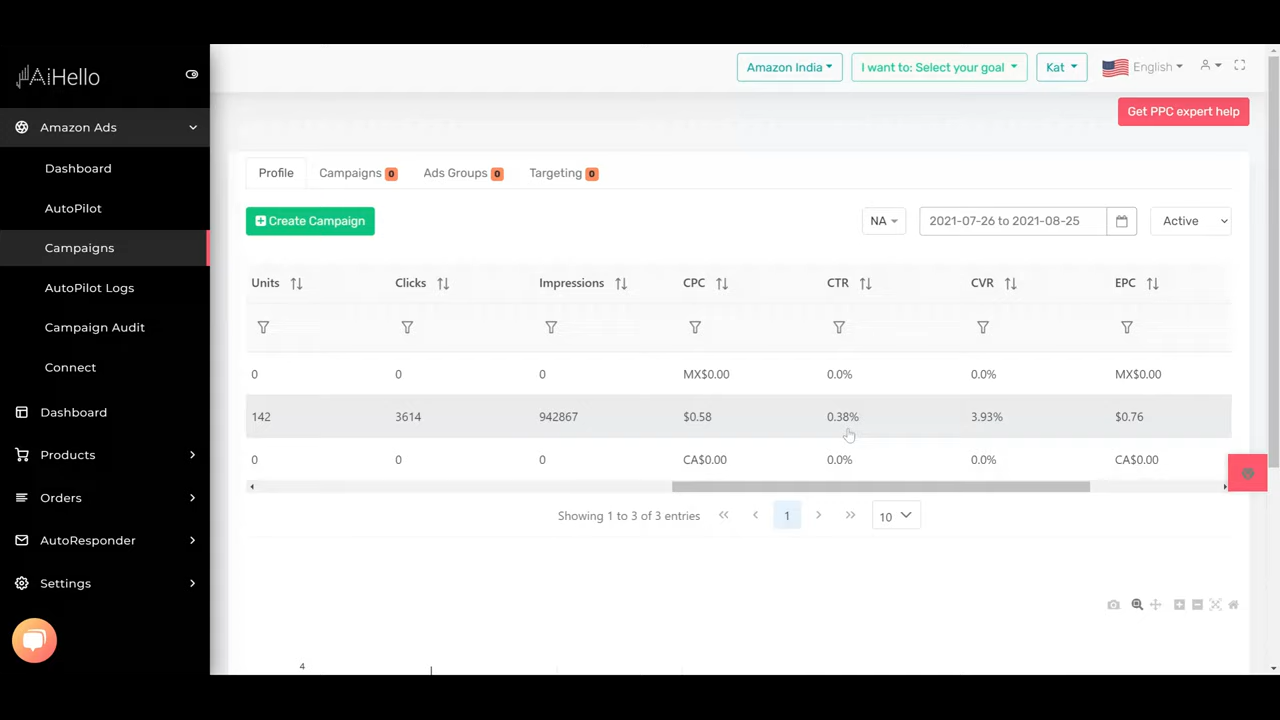 AiHello
Amazon India
I want to: Select your goal
Kat
English
Get PPC expert help
Amazon Ads
Dashboard
AutoPilot
Campaigns
AutoPilot Logs
Campaign Audit
Connect
Dashboard
Products
Orders
AutoResponder
Settings
Profile
Campaigns 0
Ads Groups 0
Targeting 0
Create Campaign
NA
2021-07-26 to 2021-08-25
Active
Units Clicks Impressions CPC CTR CVR EPC
0 0 0 MX$0.00 0.0% 0.0% MX$0.00
142 3614 942867 $0.58 0.38% 3.93% $0.76
0 0 0 CA$0.00 0.0% 0.0% CA$0.00
Showing 1 to 3 of 3 entries
1
10
4